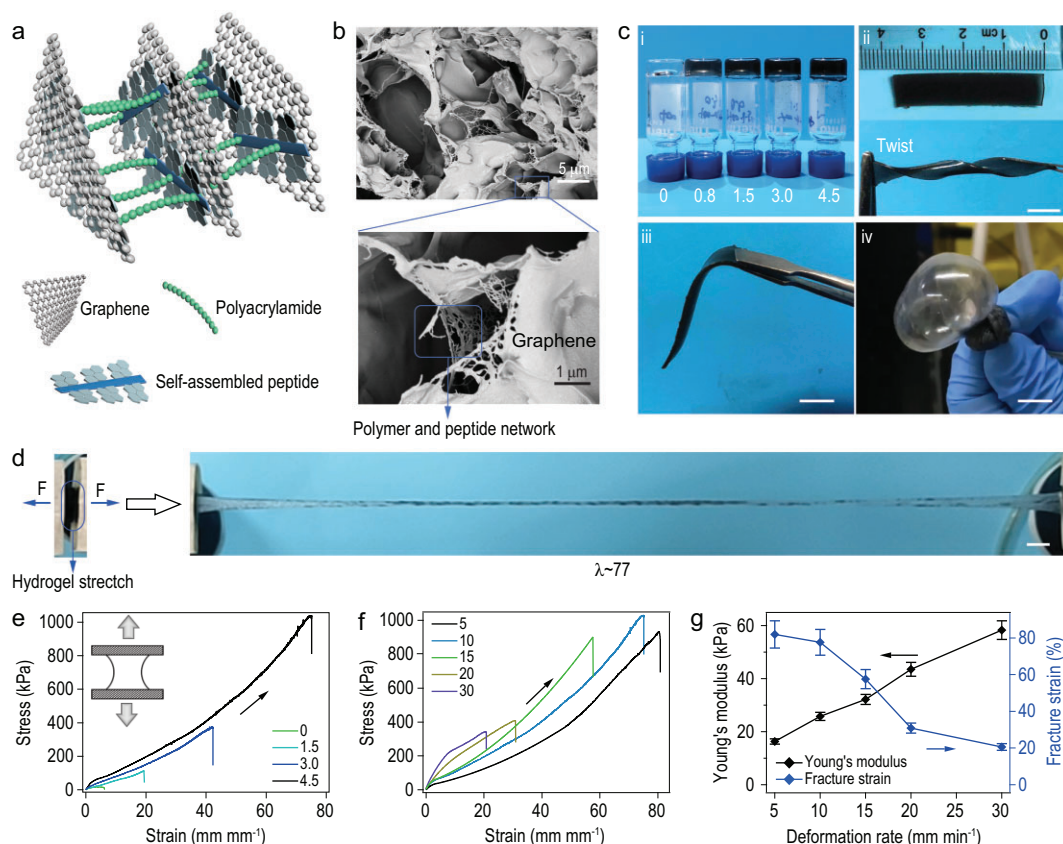 a
Graphene
Polyacrylamide
Self-assembled peptide
b
5 μm
Graphene
1 μm
Polymer and peptide network
c
i
0 0.8 1.5 3.0 4.5
ii
4 3 2 1cm 0
Twist
iii
iv
d
F F
Hydrogel strectch
λ~77
e
Stress (kPa)
1000
800
600
400
200
0
0 20 40 60 80
Strain (mm mm⁻¹)
0
1.5
3.0
4.5
f
Stress (kPa)
1000
800
600
400
200
0
0 20 40 60 80
Strain (mm mm⁻¹)
5
10
15
20
30
g
Young's modulus (kPa)
60
40
20
0
5 10 15 20 25 30
Deformation rate (mm min⁻¹)
Fracture strain (%)
80
60
40
20
0
Young's modulus
Fracture strain